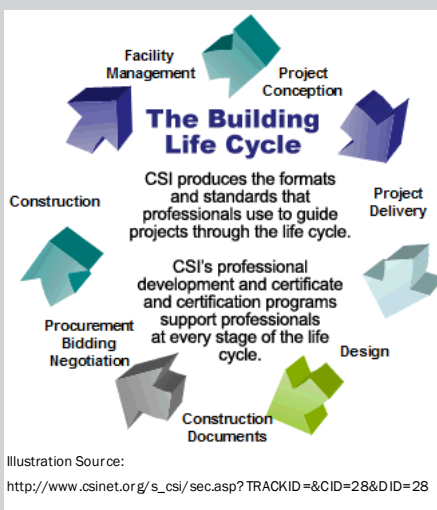 Facility
Management
Project
Conception
The Building
Life Cycle
CSI produces the formats
and standards that
professionals use to guide
projects through the life cycle.
Construction
Project
Delivery
CSI's professional
development and certificate
and certification programs
support professionals
at every stage of the life
cycle.
Procurement
Bidding
Negotiation
Design
Construction
Documents
Illustration Source:
http://www.csinet.org/s_csi/sec.asp?TRACKID=&CID=28&DID=28